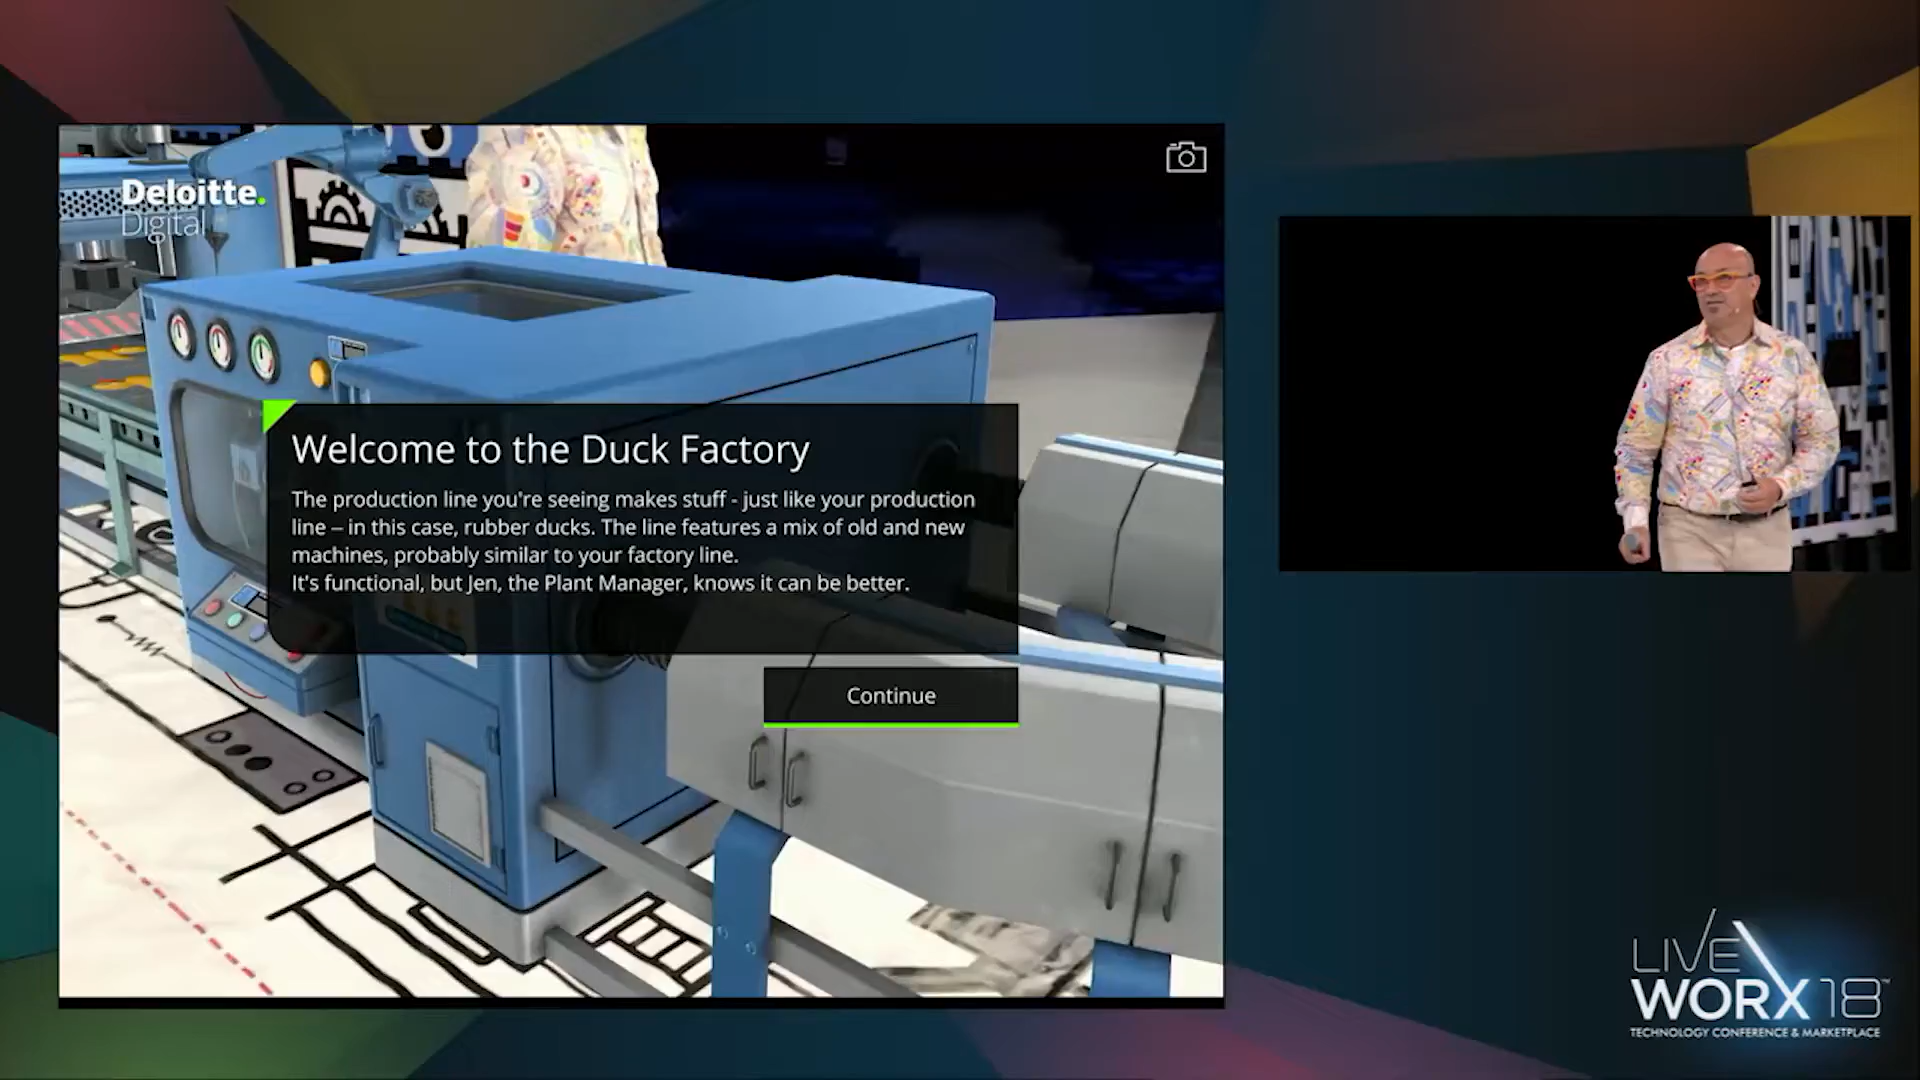 Deloitte.
Digital
Welcome to the Duck Factory
The production line you're seeing makes stuff - just like your production
line – in this case, rubber ducks. The line features a mix of old and new
machines, probably similar to your factory line.
It's functional, but Jen, the Plant Manager, knows it can be better.
Continue
LIVE
WORX 18™
TECHNOLOGY CONFERENCE & MARKETPLACE